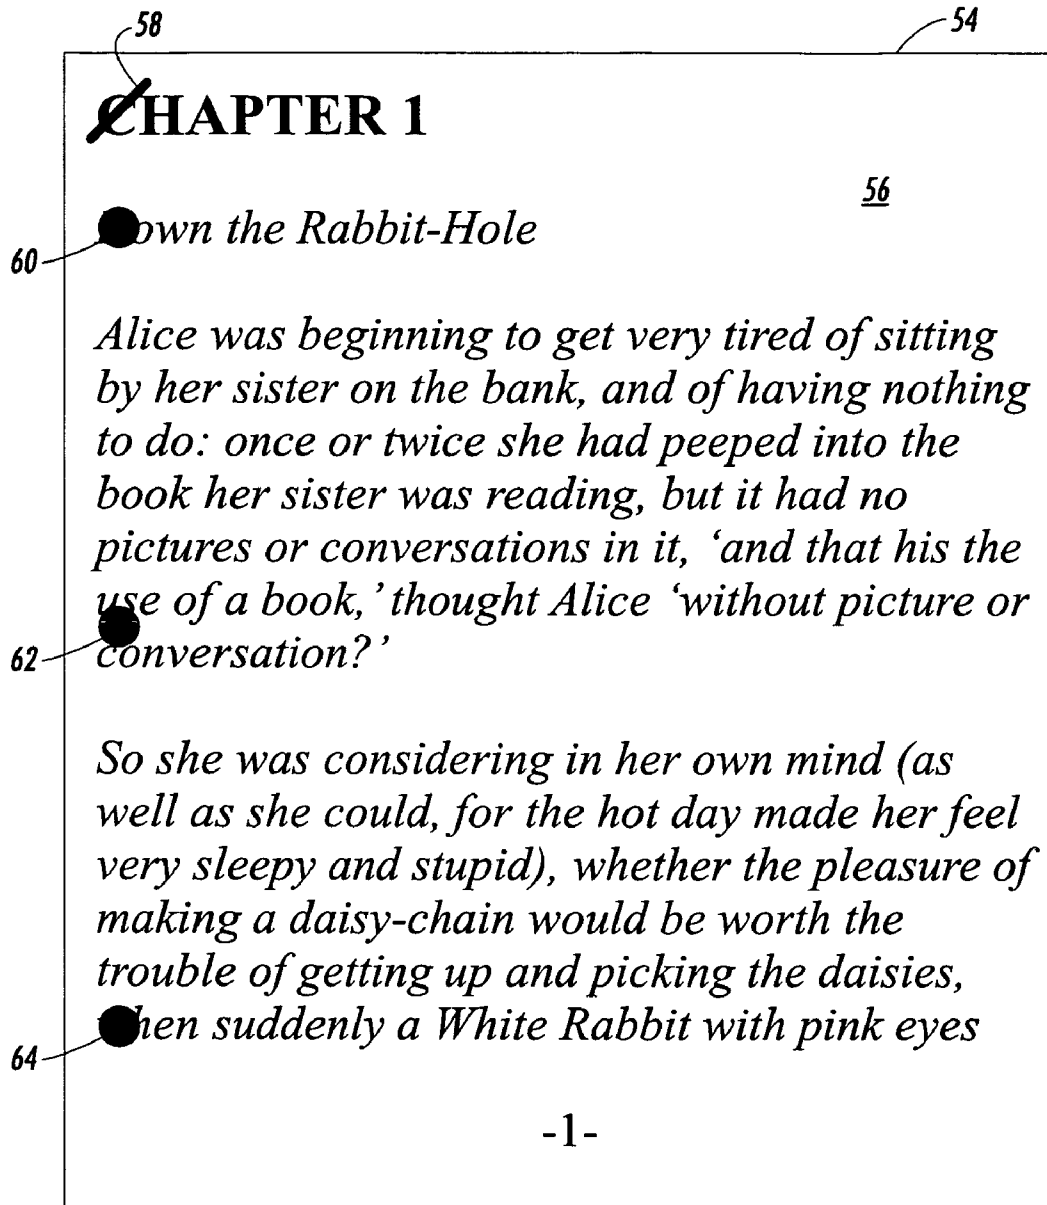 58
54
CHAPTER 1
56
own the Rabbit-Hole
60
Alice was beginning to get very tired of sitting
by her sister on the bank, and of having nothing
to do: once or twice she had peeped into the
book her sister was reading, but it had no
pictures or conversations in it, ‘and that his the
use of a book,’ thought Alice ‘without picture or
62
conversation?’
So she was considering in her own mind (as
well as she could, for the hot day made her feel
very sleepy and stupid), whether the pleasure of
making a daisy-chain would be worth the
trouble of getting up and picking the daisies,
hen suddenly a White Rabbit with pink eyes
64
-1-